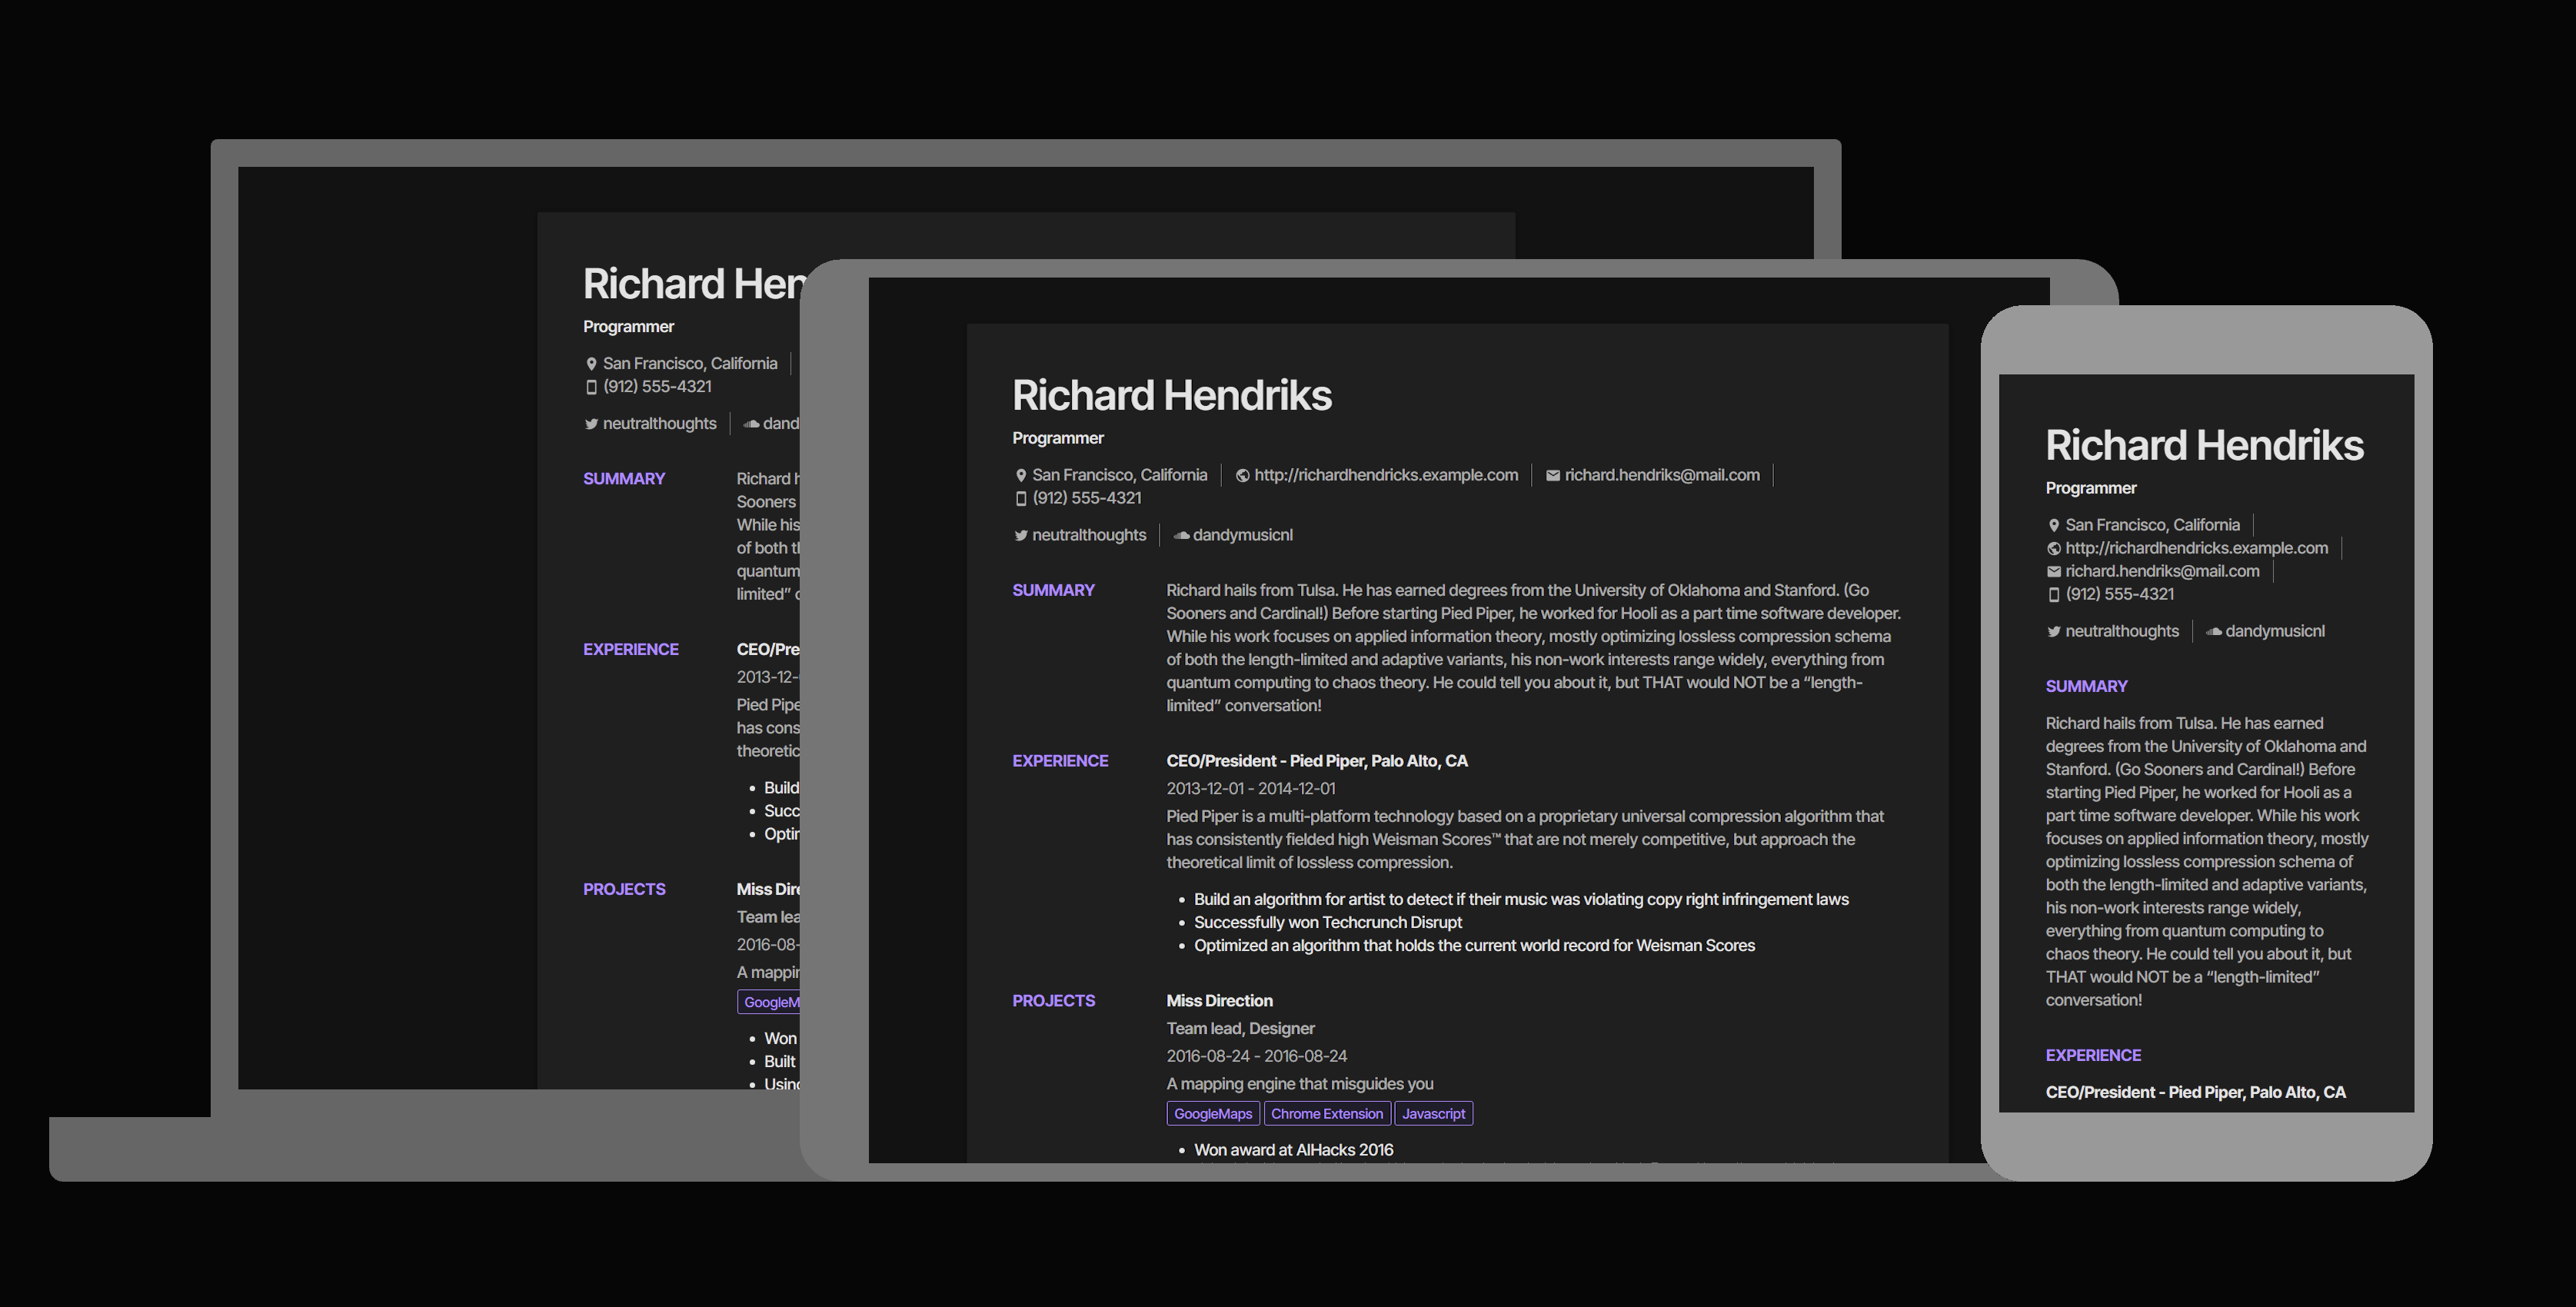 Richard Hen
Programmer
San Francisco, California
(912) 555-4321
neutralthoughts
dand
SUMMARY
Richard h
Sooners
While his
of both t
quantum
limited”
EXPERIENCE
CEO/Pre
2013-12-
Pied Pipe
has cons
theoretic
Build
Succ
Optir
PROJECTS
Miss Dire
Team lea
2016-08-
A mappin
GoogleM
Won
Built
Using
Richard Hendriks
Programmer
San Francisco, California
http://richardhendricks.example.com
richard.hendriks@mail.com
(912) 555-4321
neutralthoughts
dandymusicnl
SUMMARY
Richard hails from Tulsa. He has earned degrees from the University of Oklahoma and Stanford. (Go
Sooners and Cardinal!) Before starting Pied Piper, he worked for Hooli as a part time software developer.
While his work focuses on applied information theory, mostly optimizing lossless compression schema
of both the length-limited and adaptive variants, his non-work interests range widely, everything from
quantum computing to chaos theory. He could tell you about it, but THAT would NOT be a “length-
limited” conversation!
EXPERIENCE
CEO/President - Pied Piper, Palo Alto, CA
2013-12-01 - 2014-12-01
Pied Piper is a multi-platform technology based on a proprietary universal compression algorithm that
has consistently fielded high Weisman Scores™ that are not merely competitive, but approach the
theoretical limit of lossless compression.
Build an algorithm for artist to detect if their music was violating copy right infringement laws
Successfully won Techcrunch Disrupt
Optimized an algorithm that holds the current world record for Weisman Scores
PROJECTS
Miss Direction
Team lead, Designer
2016-08-24 - 2016-08-24
A mapping engine that misguides you
GoogleMaps Chrome Extension Javascript
Won award at AIHacks 2016
Richard Hendriks
Programmer
San Francisco, California
http://richardhendricks.example.com
richard.hendriks@mail.com
(912) 555-4321
neutralthoughts
dandymusicnl
SUMMARY
Richard hails from Tulsa. He has earned
degrees from the University of Oklahoma and
Stanford. (Go Sooners and Cardinal!) Before
starting Pied Piper, he worked for Hooli as a
part time software developer. While his work
focuses on applied information theory, mostly
optimizing lossless compression schema of
both the length-limited and adaptive variants,
his non-work interests range widely,
everything from quantum computing to
chaos theory. He could tell you about it, but
THAT would NOT be a “length-limited”
conversation!
EXPERIENCE
CEO/President - Pied Piper, Palo Alto, CA